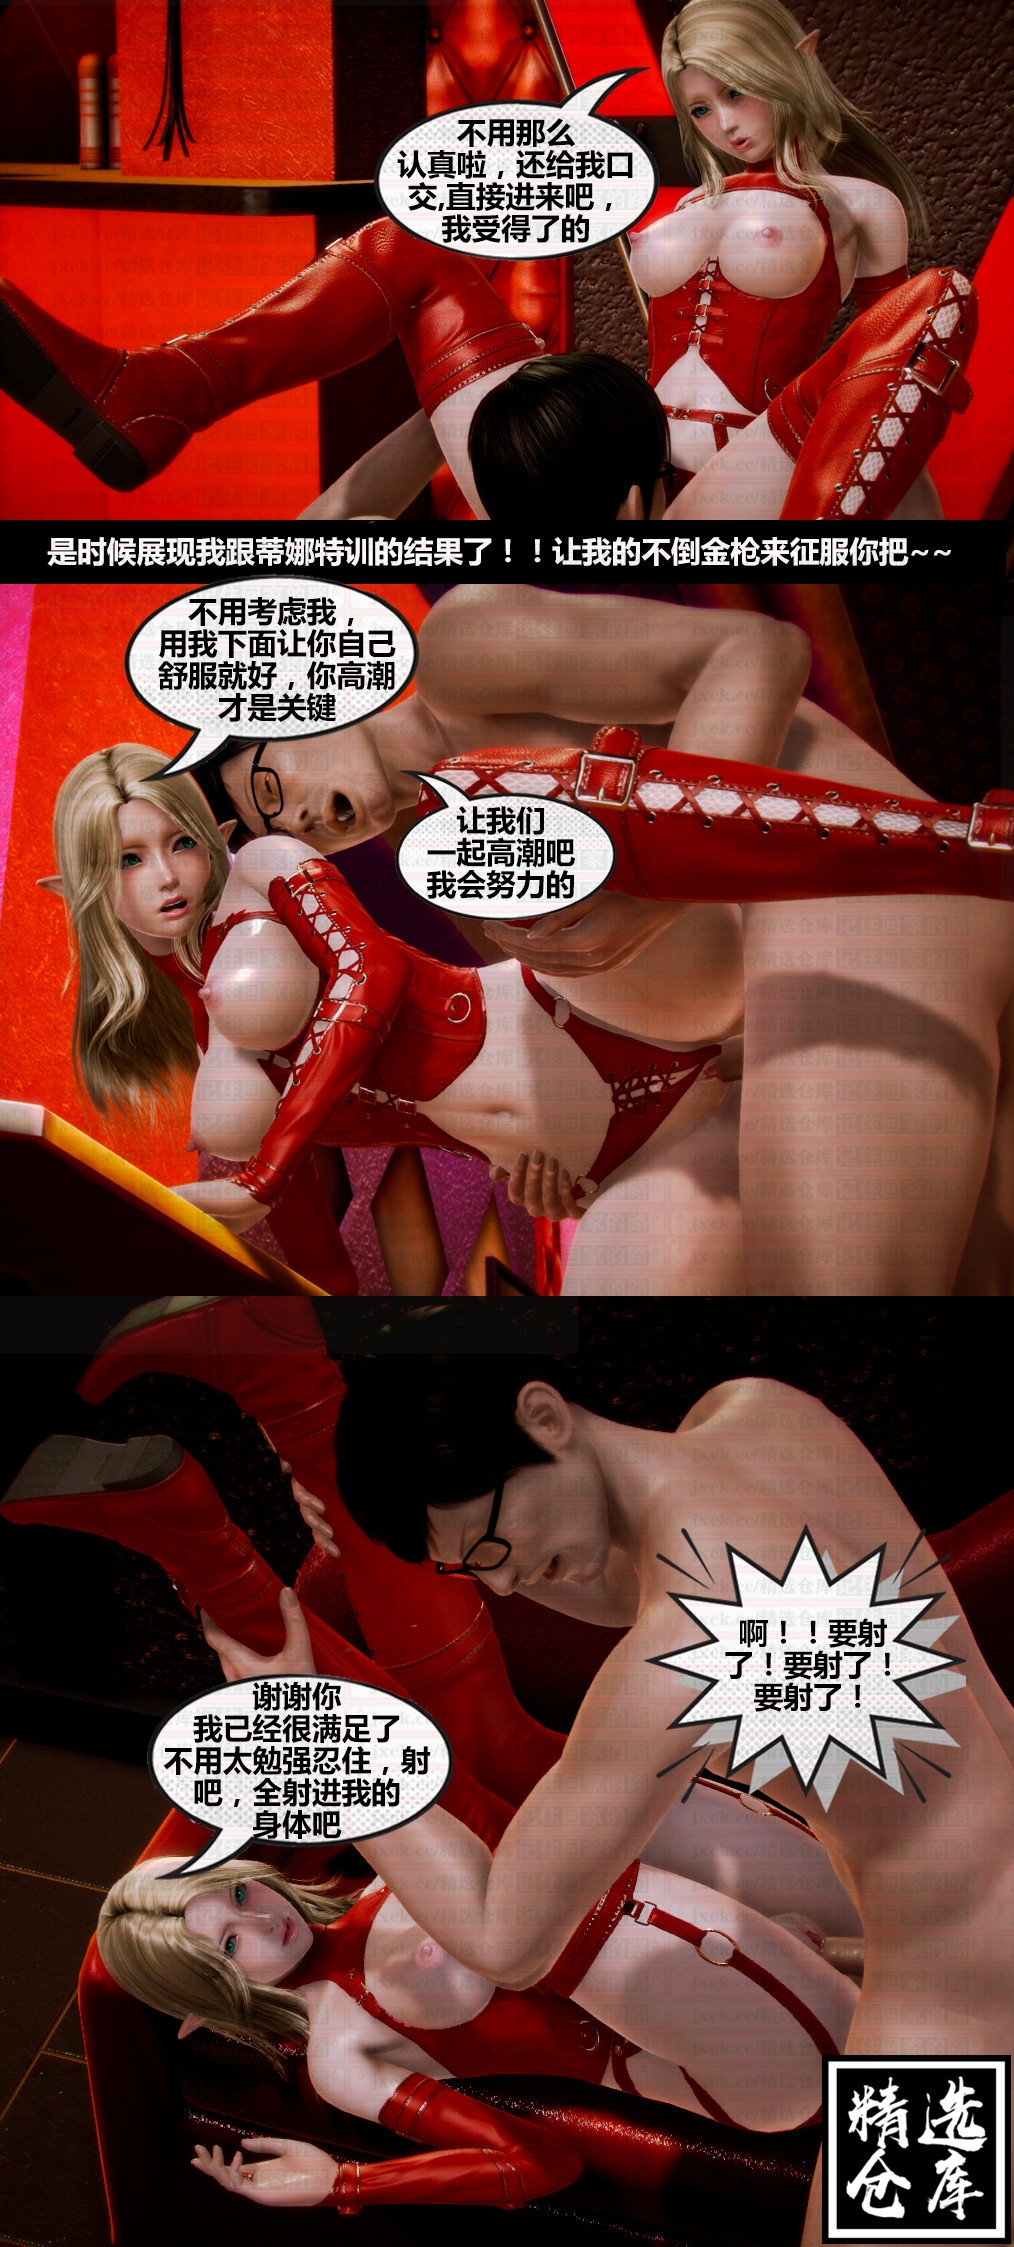 不用那么
认真啦，还给我口
交,直接进来吧，
我受得了的
是时候展现我跟蒂娜特训的结果了！！让我的不倒金枪来征服你把~~
不用考虑我，
用我下面让你自己
舒服就好，你高潮
才是关键
让我们
一起高潮吧
我会努力的
啊！！要射
了！要射了！
要射了！
谢谢你
我已经很满足了
不用太勉强忍住，射
吧，全射进我的
身体吧
精选
仓库